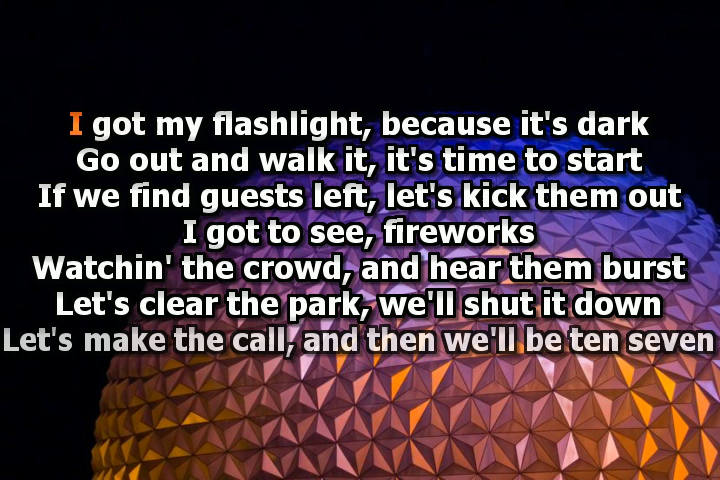 I got my flashlight, because it's dark
Go out and walk it, it's time to start
If we find guests left, let's kick them out
I got to see, fireworks
Watchin' the crowd, and hear them burst
Let's clear the park, we'll shut it down
Let's make the call, and then we'll be ten seven